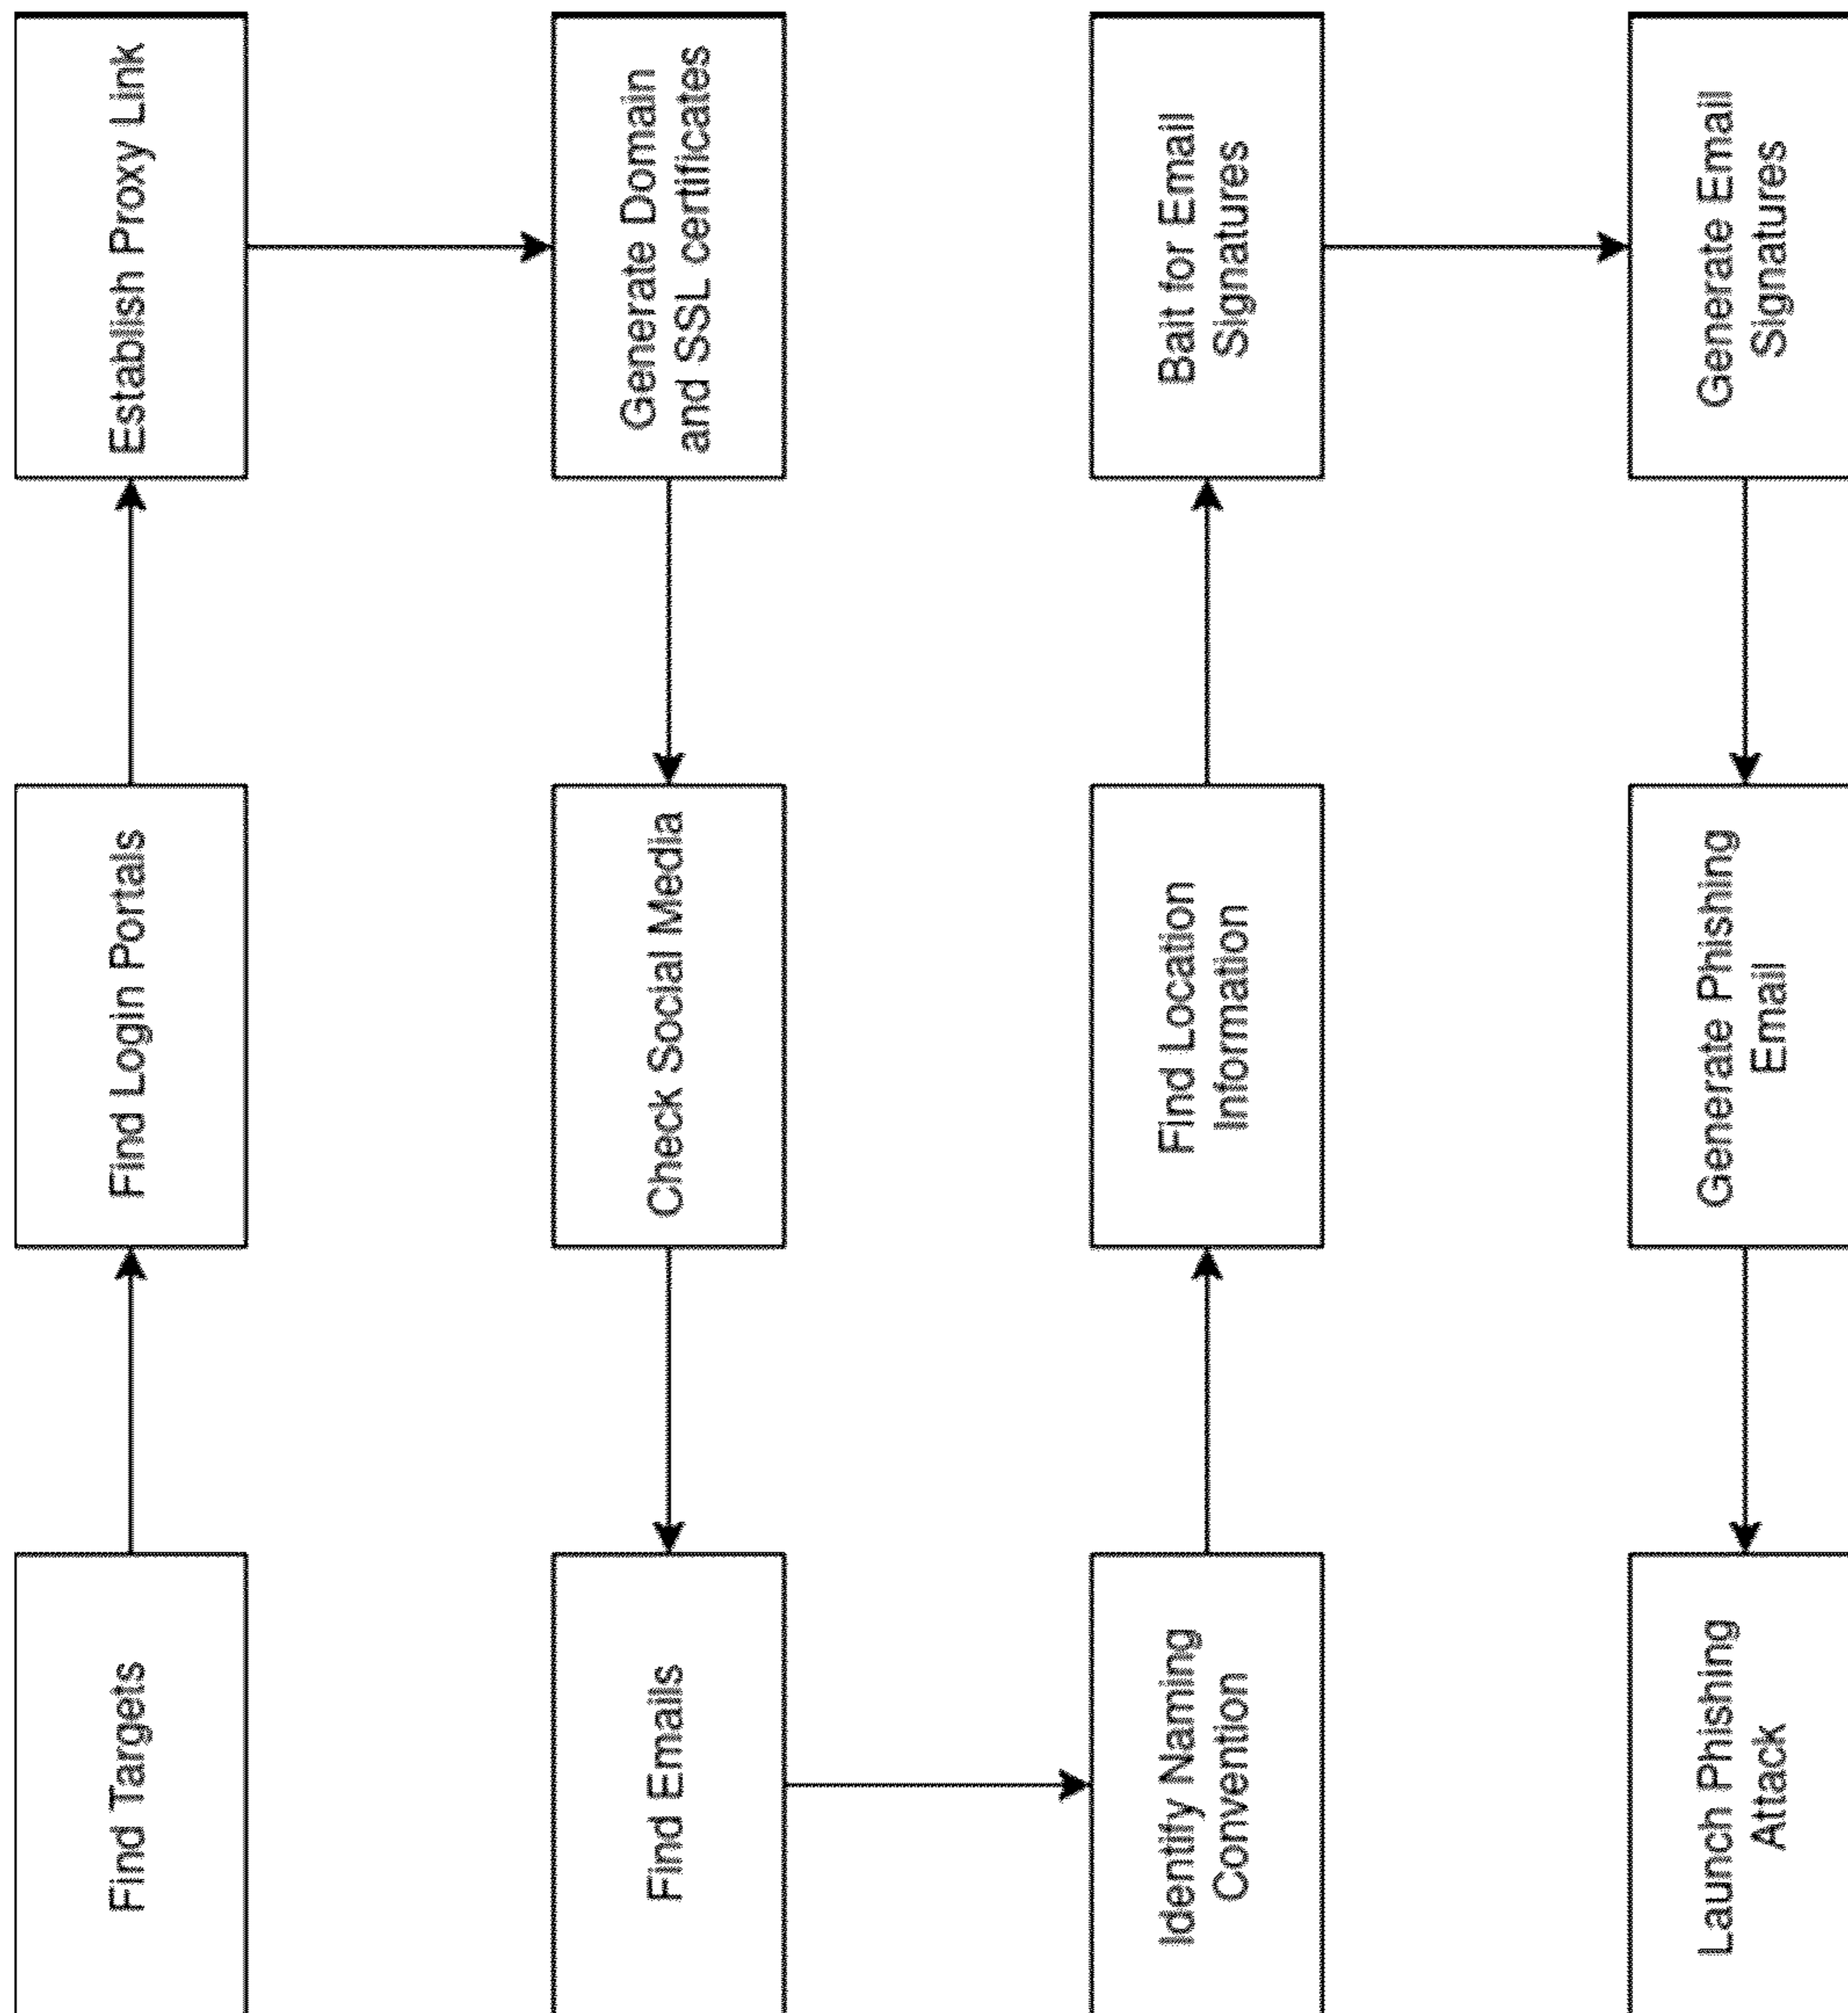 Find Targets
Find Login Portals
Establish Proxy Link
Generate Domain
and SSL certificates
Check Social Media
Find Emails
Identify Naming
Convention
Find Location
Information
Bait for Email
Signatures
Generate Email
Signatures
Generate Phishing
Email
Launch Phishing
Attack